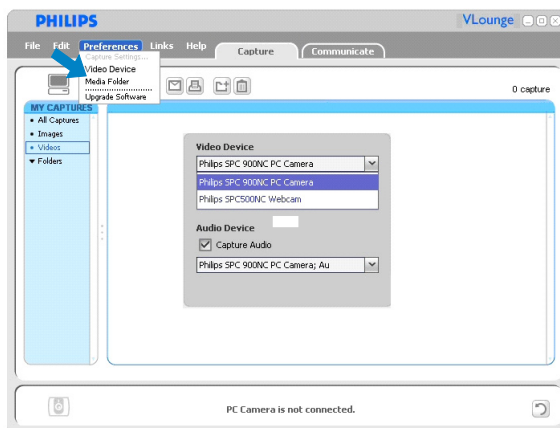 PHILIPS
VLounge
File Edit Preferences Links Help
Capture
Communicate
Capture Settings...
Video Device
Media Folder
Upgrade Software
0 capture
MY CAPTURES
All Captures
Images
Videos
Folders
Video Device
Philips SPC 900NC PC Camera
Philips SPC 900NC PC Camera
Philips SPC500NC Webcam
Audio Device
Capture Audio
Philips SPC 900NC PC Camera; Au
PC Camera is not connected.